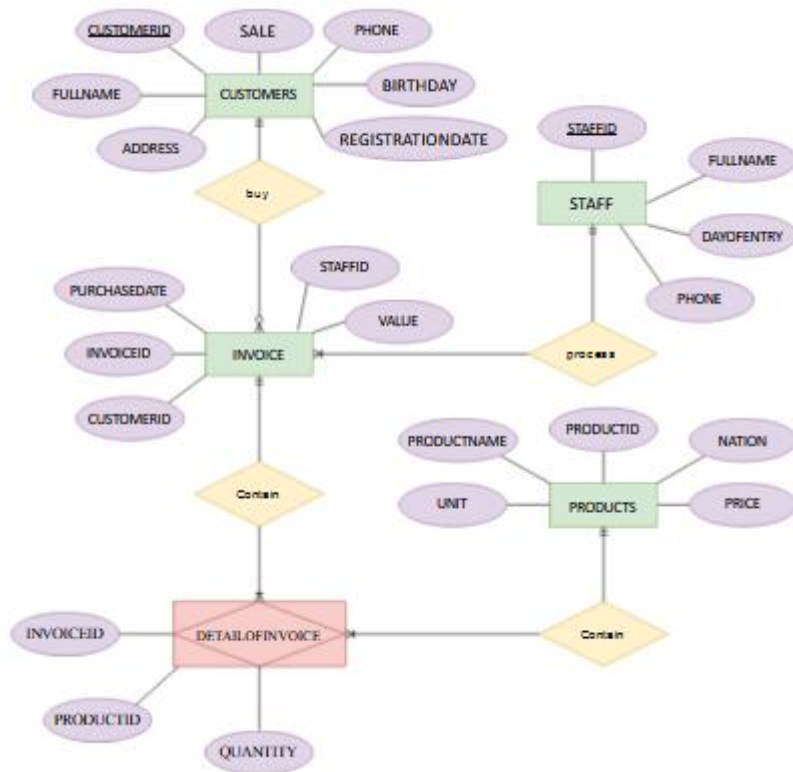 CUSTOMERID
SALE
PHONE
FULLNAME
CUSTOMERS
BIRTHDAY
ADDRESS
REGISTRATIONDATE
buy
STAFFID
FULLNAME
STAFF
DAYOFENTRY
PHONE
STAFFID
PURCHASEDATE
VALUE
INVOICEID
INVOICE
process
CUSTOMERID
PRODUCTID
PRODUCTNAME
NATION
Contain
UNIT
PRODUCTS
PRICE
INVOICEID
DETAILOFINVOICE
Contain
PRODUCTID
QUANTITY